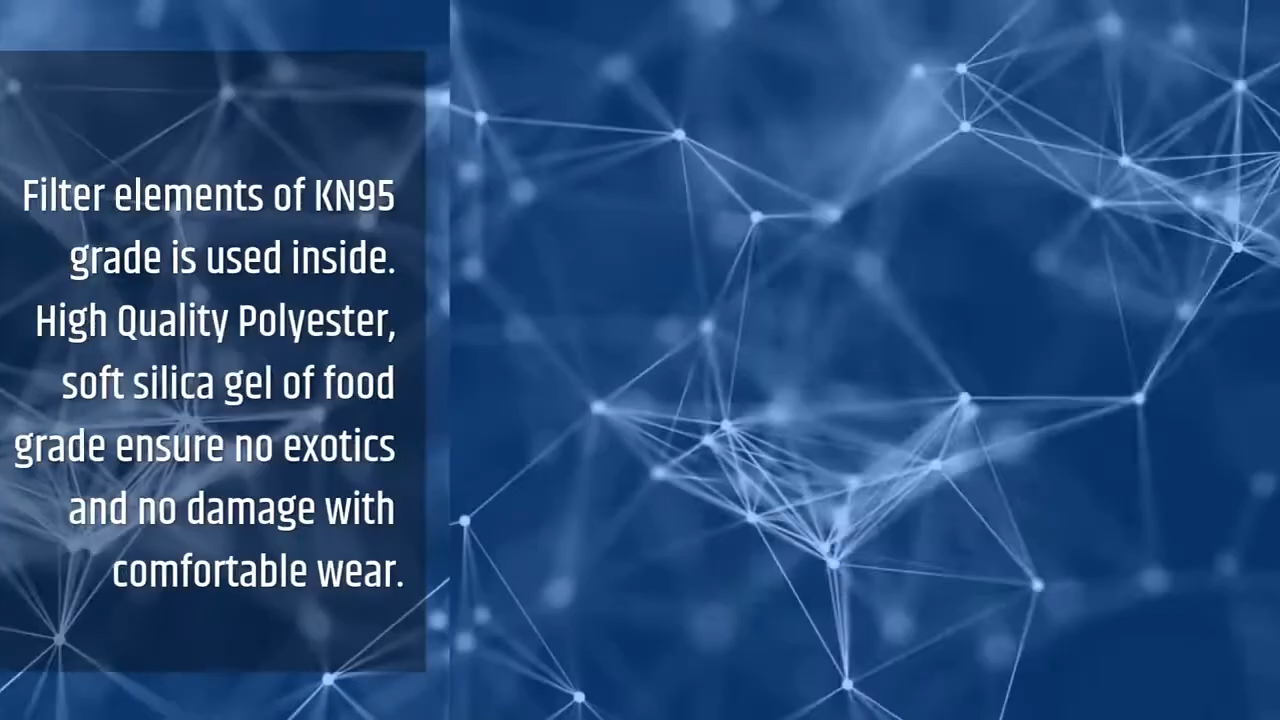 Filter elements of KN95
grade is used inside.
High Quality Polyester,
soft silica gel of food
grade ensure no exotics
and no damage with
comfortable wear.